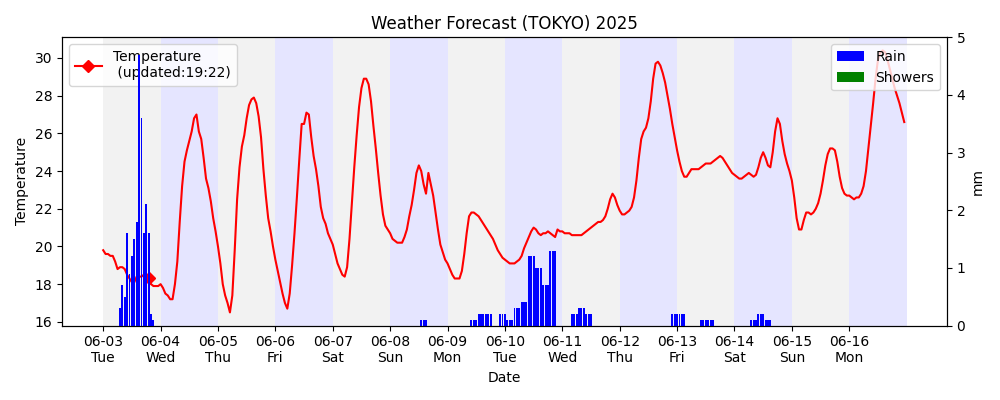 Weather Forecast (TOKYO) 2025
Temperature
(updated:19:22)
Rain
Showers
30
28
26
24
22
20
18
16
Temperature
5
4
3
2
1
0
mm
06-03 06-04 06-05 06-06 06-07 06-08 06-09 06-10 06-11 06-12 06-13 06-14 06-15 06-16
Tue Wed Thu Fri Sat Sun Mon Tue Wed Thu Fri Sat Sun Mon
Date